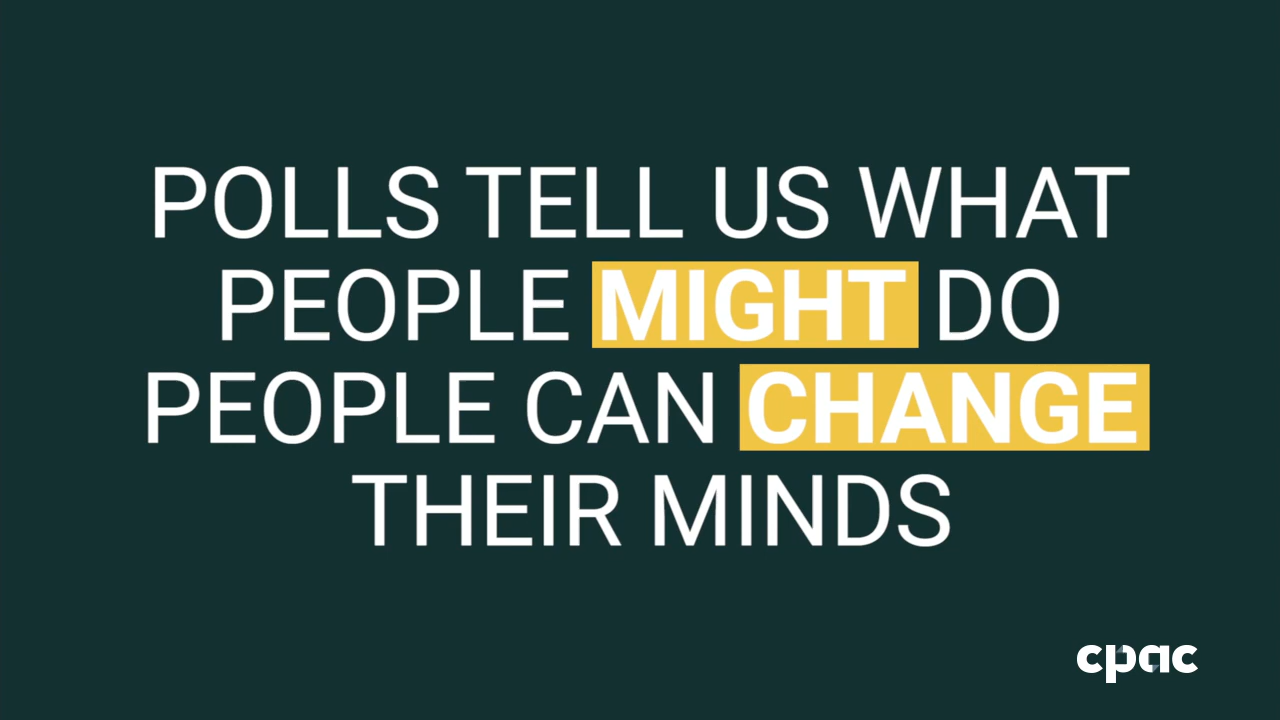 POLLS TELL US WHAT
PEOPLE MIGHT DO
PEOPLE CAN CHANGE
THEIR MINDS
cpac